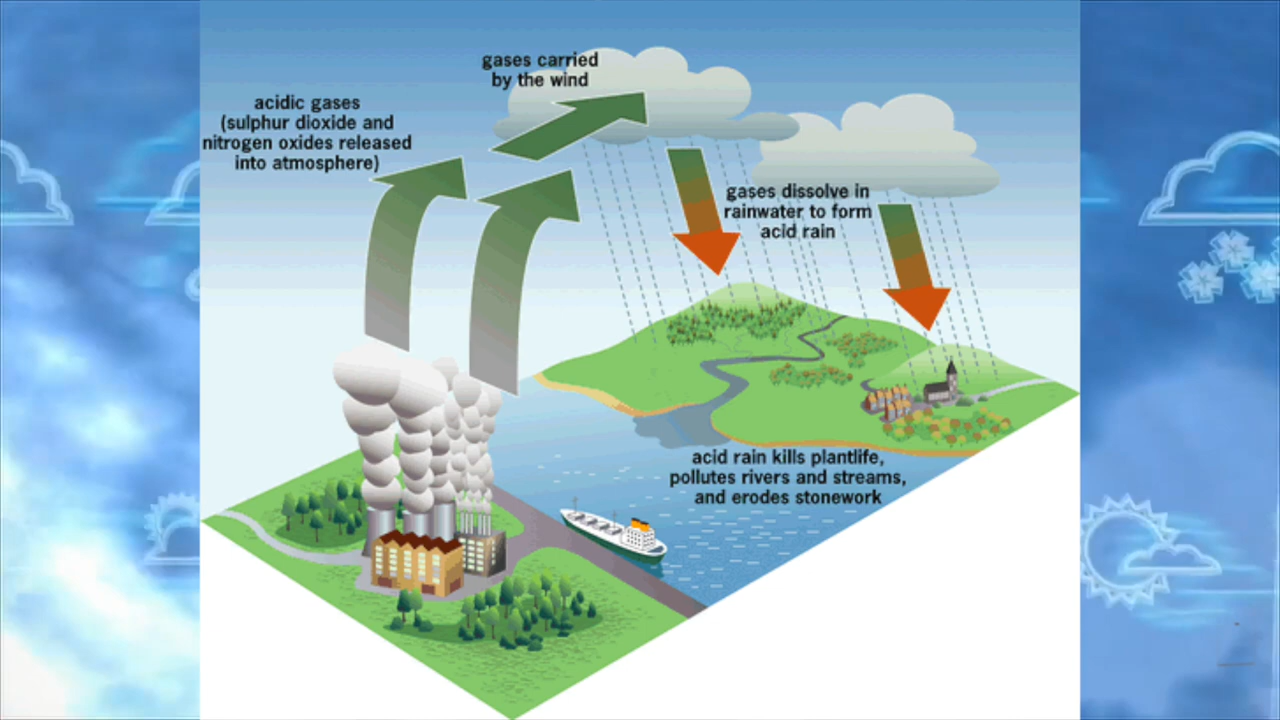 gases carried
by the wind
acidic gases
(sulphur dioxide and
nitrogen oxides released
into atmosphere)
gases dissolve in
rainwater to form
acid rain
acid rain kills plantlife,
pollutes rivers and streams,
and erodes stonework